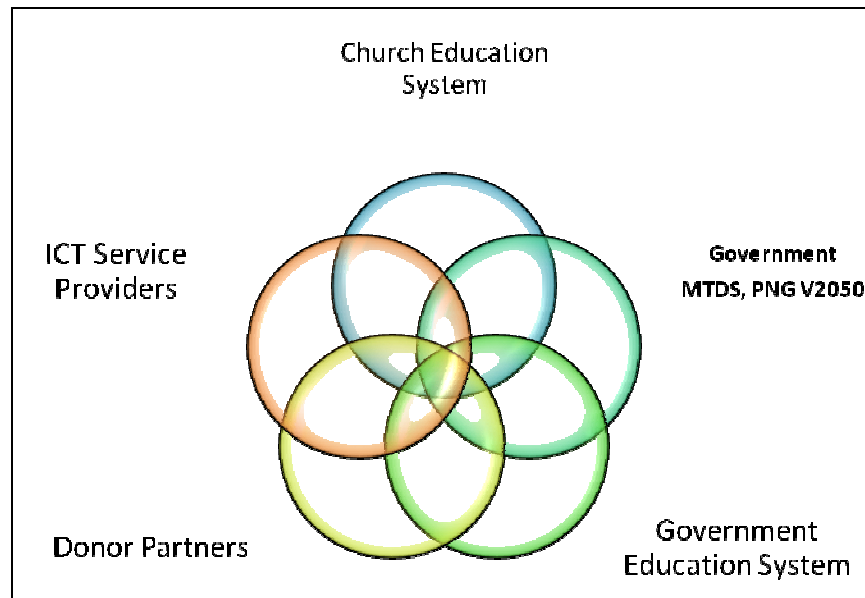 Church Education
System
ICT Service
Providers
Government
MTDS, PNG V2050
Donor Partners
Government
Education System